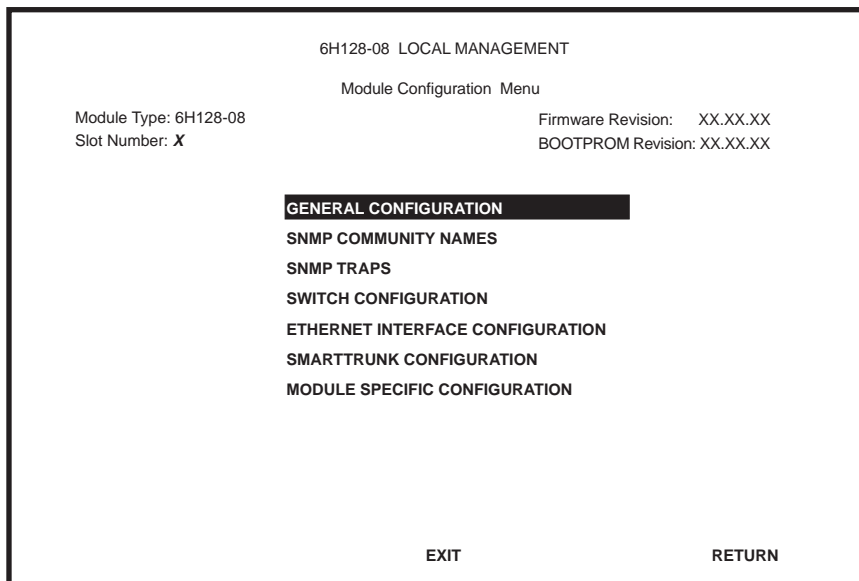 6H128-08 LOCAL MANAGEMENT
Module Configuration Menu
Module Type: 6H128-08
Firmware Revision: XX.XX.XX
Slot Number: X
BOOTPROM Revision: XX.XX.XX
GENERAL CONFIGURATION
SNMP COMMUNITY NAMES
SNMP TRAPS
SWITCH CONFIGURATION
ETHERNET INTERFACE CONFIGURATION
SMARTTRUNK CONFIGURATION
MODULE SPECIFIC CONFIGURATION
EXIT
RETURN